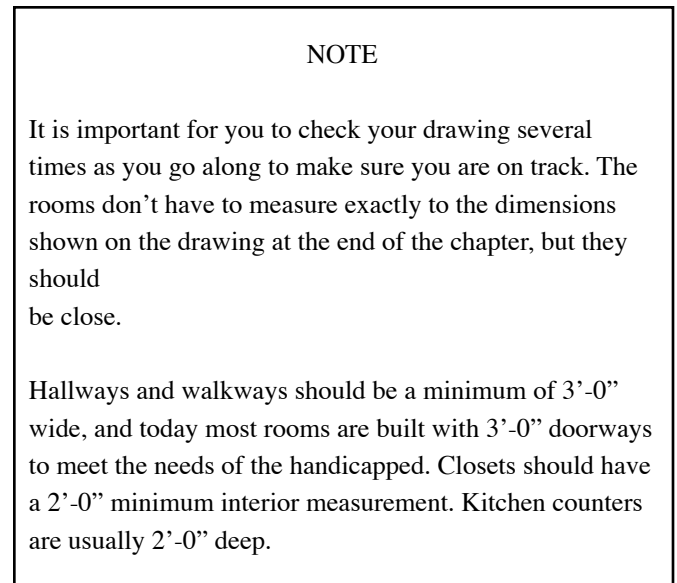 NOTE
It is important for you to check your drawing several
times as you go along to make sure you are on track. The
rooms don’t have to measure exactly to the dimensions
shown on the drawing at the end of the chapter, but they
should
be close.
Hallways and walkways should be a minimum of 3’-0”
wide, and today most rooms are built with 3’-0” doorways
to meet the needs of the handicapped. Closets should have
a 2’-0” minimum interior measurement. Kitchen counters
are usually 2’-0” deep.